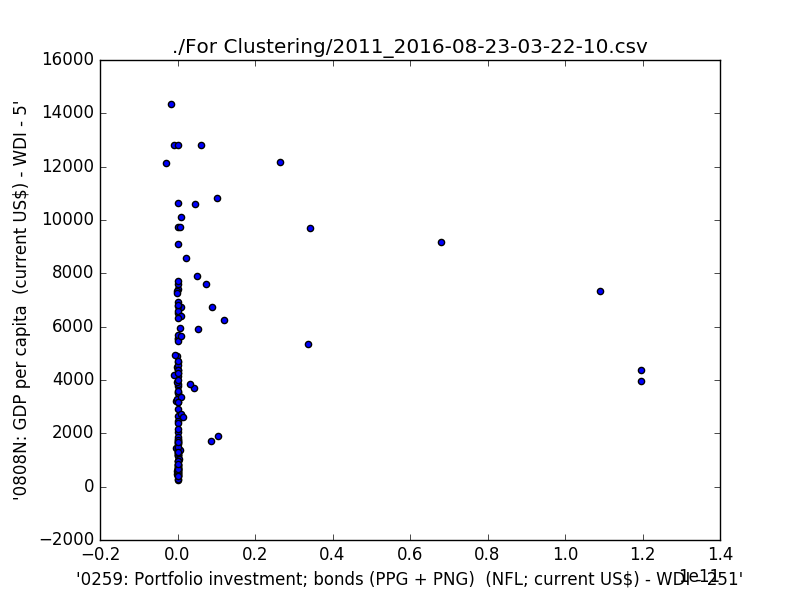 ./For Clustering/2011_2016-08-23-03-22-10.csv
16000
14000
12000
10000
8000
6000
4000
2000
0
−2000
'0808N: GDP per capita  (current US$) - WDI - 5'
−0.2 0.0 0.2 0.4 0.6 0.8 1.0 1.2 1.4
1e11
'0259: Portfolio investment; bonds (PPG + PNG)  (NFL; current US$) - WDI - 251'